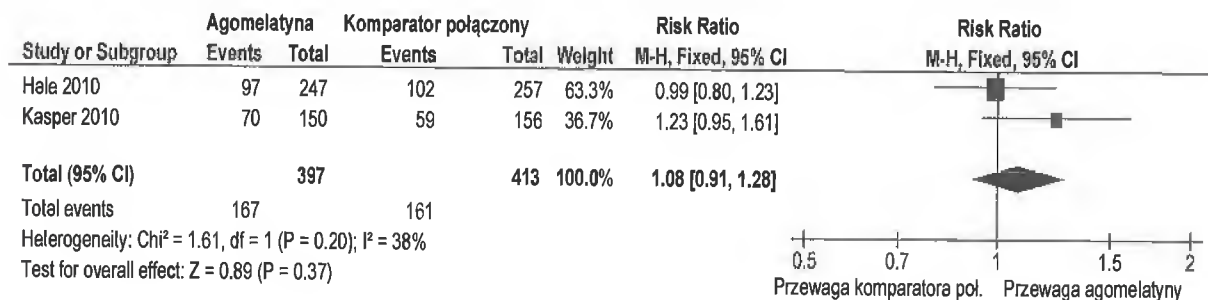 Agomelatyna Komparator połączony Risk Ratio Risk Ratio
Study or Subgroup Events Total Events Total Weight M-H, Fixed, 95% CI M-H, Fixed, 95% CI
Hale 2010 97 247 102 257 63.3% 0.99 [0.80, 1.23]
Kasper 2010 70 150 59 156 36.7% 1.23 [0.95, 1.61]
Total (95% CI) 397 413 100.0% 1.08 [0.91, 1.28]
Total events 167 161
Heterogeneity: Chi² = 1.61, df = 1 (P = 0.20); I² = 38%
Test for overall effect: Z = 0.89 (P = 0.37)
0.5 1 1.5 2
Przewaga komparatora poł. Przewaga agomelatyny